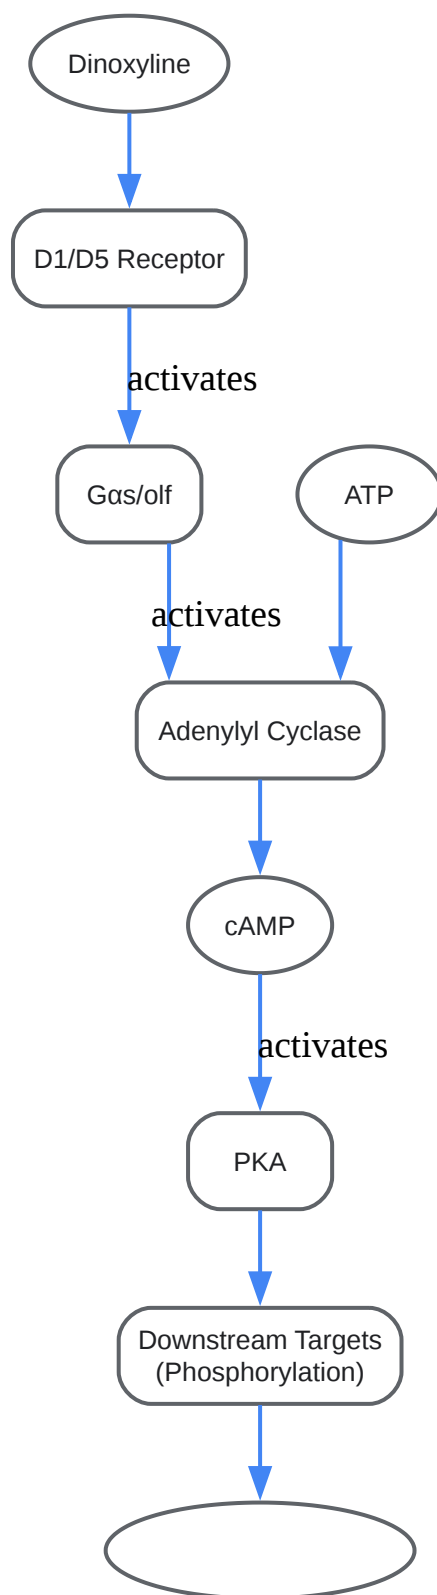 Dinoxyline
D1/D5 Receptor
activates
Gαs/olf
ATP
activates
Adenylyl Cyclase
cAMP
activates
PKA
Downstream Targets
(Phosphorylation)